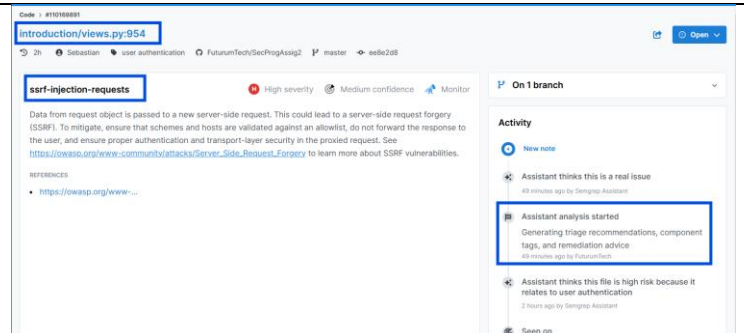 Code > #110169891
introduction/views.py:954
Open
2h Sebastian user authentication FuturumTech/SecProgAssig2 master ee8e2d8
ssrf-injection-requests
High severity Medium confidence Monitor
Data from request object is passed to a new server-side request. This could lead to a server-side request forgery
(SSRF). To mitigate, ensure that schemes and hosts are validated against an allowlist, do not forward the response to
the user, and ensure proper authentication and transport-layer security in the proxied request. See
https://owasp.org/www-community/attacks/Server_Side_Request_Forgery to learn more about SSRF vulnerabilities.
REFERENCES
• https://owasp.org/www-...
On 1 branch
Activity
New note
Assistant thinks this is a real issue
49 minutes ago by Semgrep Assistant
Assistant analysis started
Generating triage recommendations, component
tags, and remediation advice
49 minutes ago by FuturumTech
Assistant thinks this file is high risk because it
relates to user authentication
2 hours ago by Semgrep Assistant
Seen on